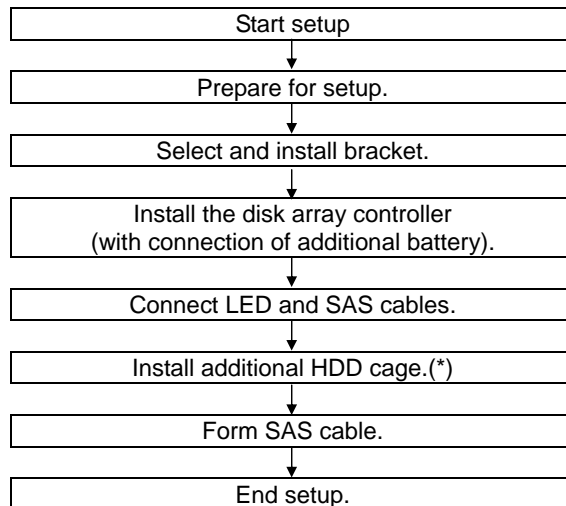 Start setup
Prepare for setup.
Select and install bracket.
Install the disk array controller
(with connection of additional battery).
Connect LED and SAS cables.
Install additional HDD cage.(*)
Form SAS cable.
End setup.